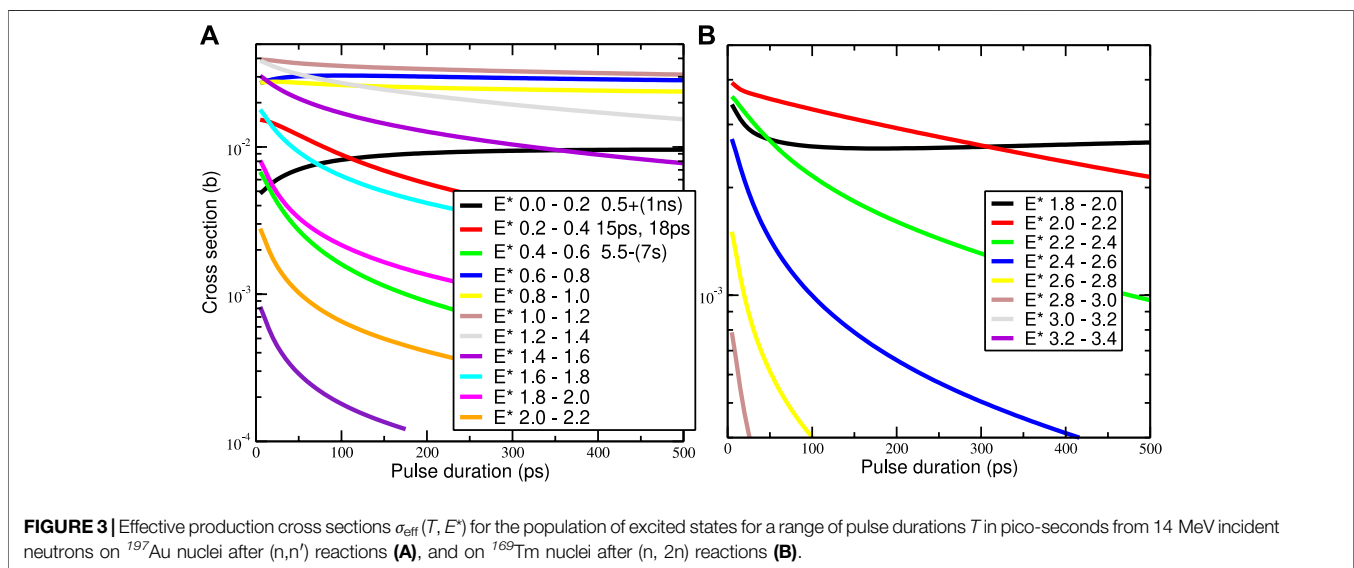 A
Cross section (b)
10⁻²
10⁻³
10⁻⁴
0 100 200 300 400 500
Pulse duration (ps)
E* 0.0 - 0.2 0.5+(1ns)
E* 0.2 - 0.4 15ps, 18ps
E* 0.4 - 0.6 5.5-(7s)
E* 0.6 - 0.8
E* 0.8 - 1.0
E* 1.0 - 1.2
E* 1.2 - 1.4
E* 1.4 - 1.6
E* 1.6 - 1.8
E* 1.8 - 2.0
E* 2.0 - 2.2
B
10⁻³
0 100 200 300 400 500
Pulse duration (ps)
E* 1.8 - 2.0
E* 2.0 - 2.2
E* 2.2 - 2.4
E* 2.4 - 2.6
E* 2.6 - 2.8
E* 2.8 - 3.0
E* 3.0 - 3.2
E* 3.2 - 3.4
FIGURE 3 | Effective production cross sections σeff (T, E*) for the population of excited states for a range of pulse durations T in pico-seconds from 14 MeV incident
neutrons on ¹⁹⁷Au nuclei after (n,n′) reactions (A), and on ¹⁶⁹Tm nuclei after (n, 2n) reactions (B).